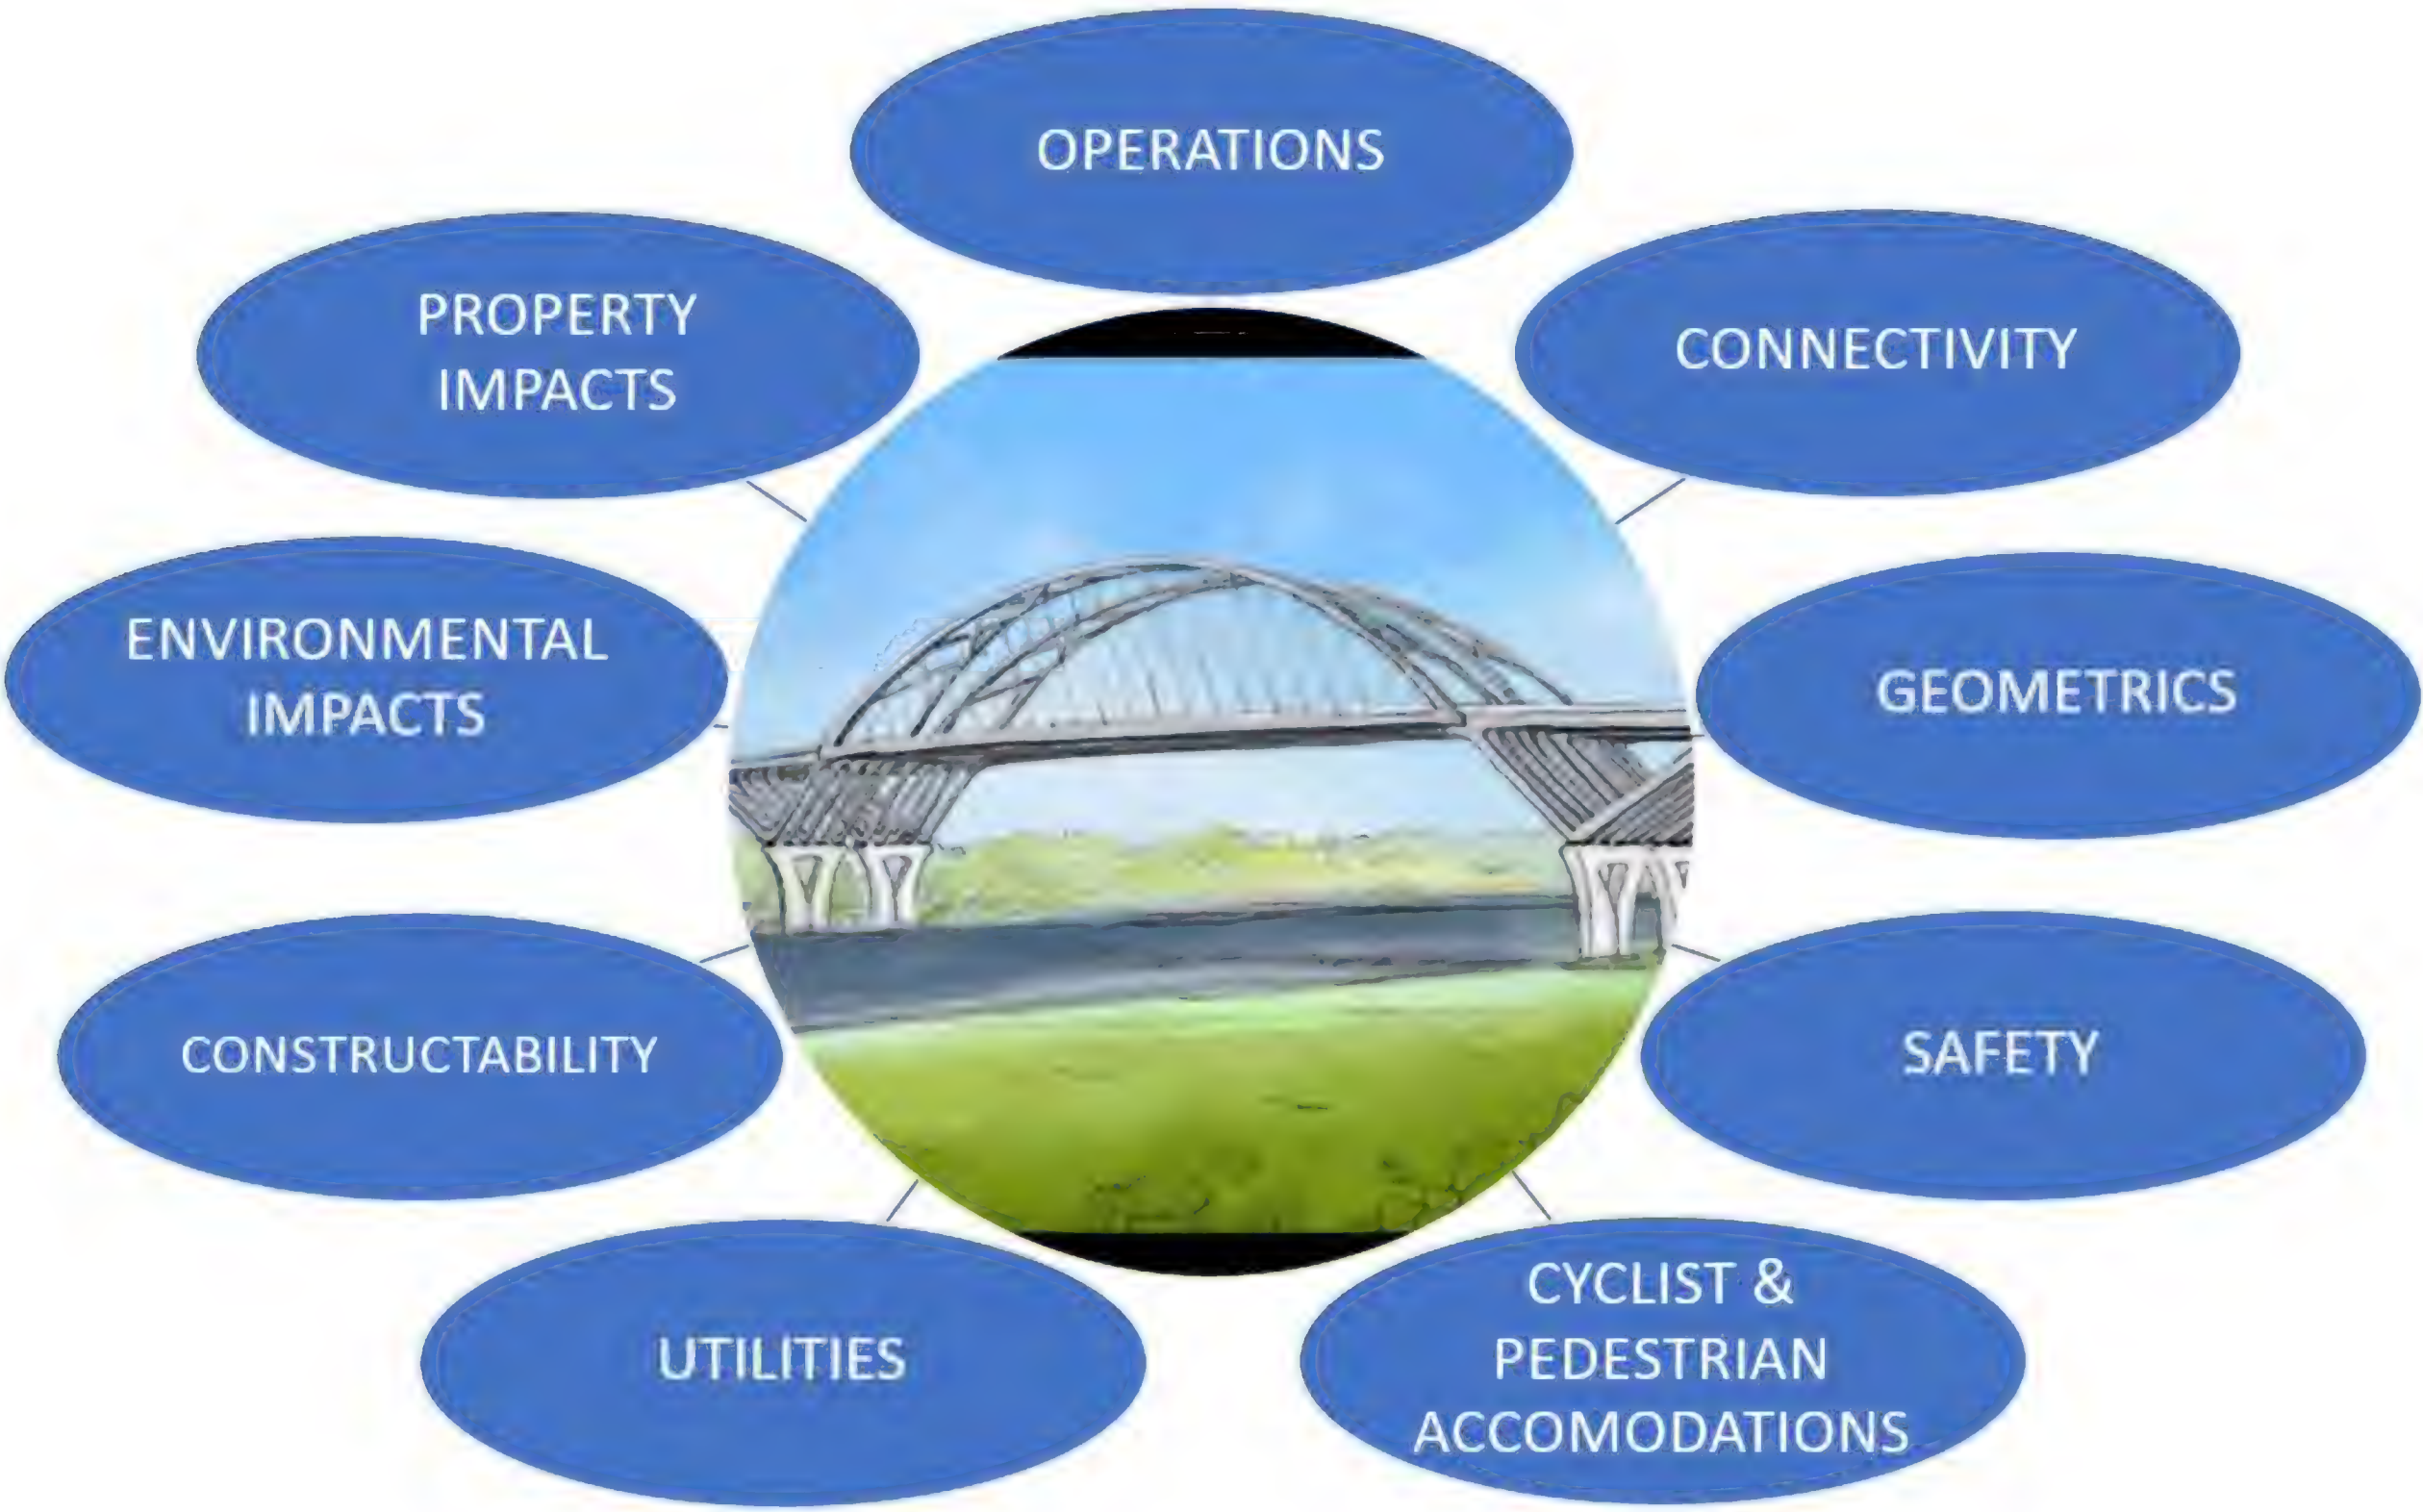 OPERATIONS
CONNECTIVITY
GEOMETRICS
SAFETY
CYCLIST &
PEDESTRIAN
ACCOMODATIONS
UTILITIES
CONSTRUCTABILITY
ENVIRONMENTAL
IMPACTS
PROPERTY
IMPACTS